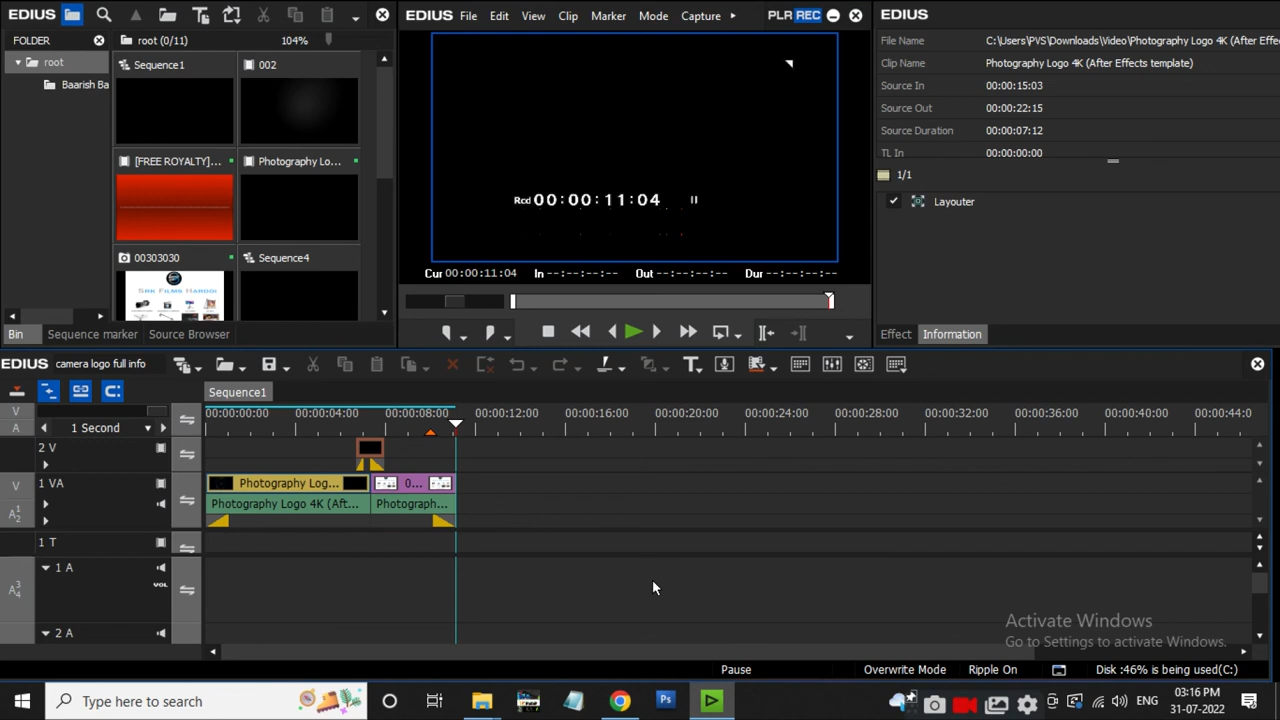 EDIUS File Edit View Clip Marker Mode Capture PLR REC
EDIUS
FOLDER
root (0/11) 104%
root
Baarish Ba
Sequence1
002
[FREE ROYALTY]...
Photography Lo...
00303030
Sequence4
SRK FILMS HARDOI
Bin Sequence marker Source Browser
Rcd 00:00:11:04
Cur 00:00:11:04 In --:--:--:-- Out --:--:--:-- Dur --:--:--:--
File Name C:\Users\PVS\Downloads\Video\Photography Logo 4K (After Effe
Clip Name Photography Logo 4K (After Effects template)
Source In 00:00:15:03
Source Out 00:00:22:15
Source Duration 00:00:07:12
TL In 00:00:00:00
1/1
Layouter
Effect Information
EDIUS camera logo full info
Sequence1
V
A
1 Second
00:00:00:00 00:00:04:00 00:00:08:00 00:00:12:00 00:00:16:00 00:00:20:00 00:00:24:00 00:00:28:00 00:00:32:00 00:00:36:00 00:00:40:00 00:00:44:0
2 V
V
1 VA
Photography Log... 0...
A12
Photography Logo 4K (Aft... Photograph...
1 T
1 A
VOL
A34
2 A
Activate Windows
Go to Settings to activate Windows.
Pause Overwrite Mode Ripple On Disk :46% is being used(C:)
Type here to search
Ps
ENG
03:16 PM
31-07-2022